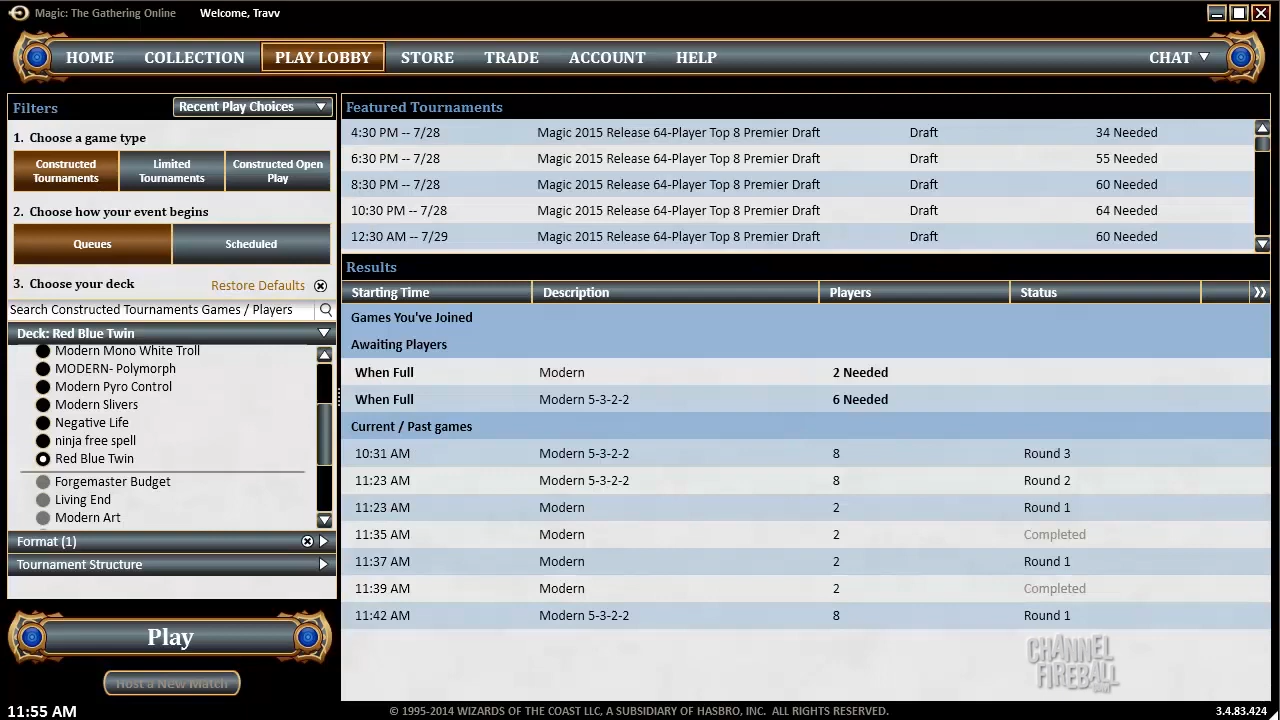 Magic: The Gathering Online
Welcome, Travv
HOME COLLECTION PLAY LOBBY STORE TRADE ACCOUNT HELP CHAT
Filters
Recent Play Choices
1. Choose a game type
Constructed Tournaments
Limited Tournaments
Constructed Open Play
2. Choose how your event begins
Queues
Scheduled
3. Choose your deck
Restore Defaults
Search Constructed Tournaments Games / Players
Deck: Red Blue Twin
Modern Mono White Troll
MODERN- Polymorph
Modern Pyro Control
Modern Slivers
Negative Life
ninja free spell
Red Blue Twin
Forgemaster Budget
Living End
Modern Art
Format (1)
Tournament Structure
Play
Host a New Match
11:55 AM
Featured Tournaments
4:30 PM -- 7/28 Magic 2015 Release 64-Player Top 8 Premier Draft Draft 34 Needed
6:30 PM -- 7/28 Magic 2015 Release 64-Player Top 8 Premier Draft Draft 55 Needed
8:30 PM -- 7/28 Magic 2015 Release 64-Player Top 8 Premier Draft Draft 60 Needed
10:30 PM -- 7/28 Magic 2015 Release 64-Player Top 8 Premier Draft Draft 64 Needed
12:30 AM -- 7/29 Magic 2015 Release 64-Player Top 8 Premier Draft Draft 60 Needed
Results
Starting Time Description Players Status
Games You've Joined
Awaiting Players
When Full Modern 2 Needed
When Full Modern 5-3-2-2 6 Needed
Current / Past games
10:31 AM Modern 5-3-2-2 8 Round 3
11:23 AM Modern 5-3-2-2 8 Round 2
11:23 AM Modern 2 Round 1
11:35 AM Modern 2 Completed
11:37 AM Modern 2 Round 1
11:39 AM Modern 2 Completed
11:42 AM Modern 5-3-2-2 8 Round 1
CHANNEL
FIREBALL
© 1995-2014 WIZARDS OF THE COAST LLC, A SUBSIDIARY OF HASBRO, INC. ALL RIGHTS RESERVED.
3.4.83.424